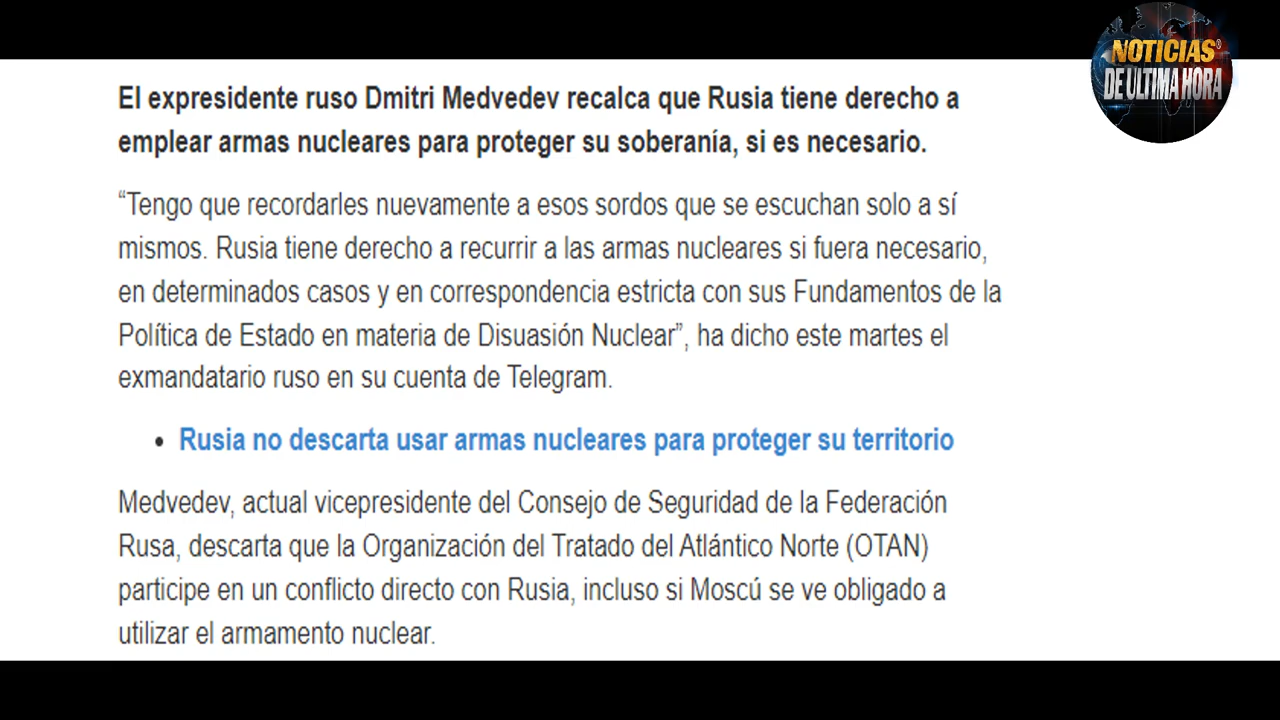 NOTICIAS®
DE ÚLTIMA HORA
El expresidente ruso Dmitri Medvedev recalca que Rusia tiene derecho a
emplear armas nucleares para proteger su soberanía, si es necesario.
“Tengo que recordarles nuevamente a esos sordos que se escuchan solo a sí
mismos. Rusia tiene derecho a recurrir a las armas nucleares si fuera necesario,
en determinados casos y en correspondencia estricta con sus Fundamentos de la
Política de Estado en materia de Disuasión Nuclear”, ha dicho este martes el
exmandatario ruso en su cuenta de Telegram.
• Rusia no descarta usar armas nucleares para proteger su territorio
Medvedev, actual vicepresidente del Consejo de Seguridad de la Federación
Rusa, descarta que la Organización del Tratado del Atlántico Norte (OTAN)
participe en un conflicto directo con Rusia, incluso si Moscú se ve obligado a
utilizar el armamento nuclear.